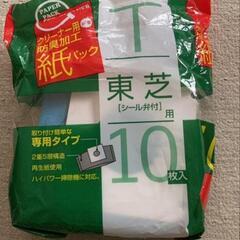 PAPER PACK
クリーナー用
防臭加工
紙パック
T
東芝
[シール弁付]用
10枚入
取り付け簡単な
専用タイプ
2重5層構造
再生紙使用
ハイパワー掃除機に対応。